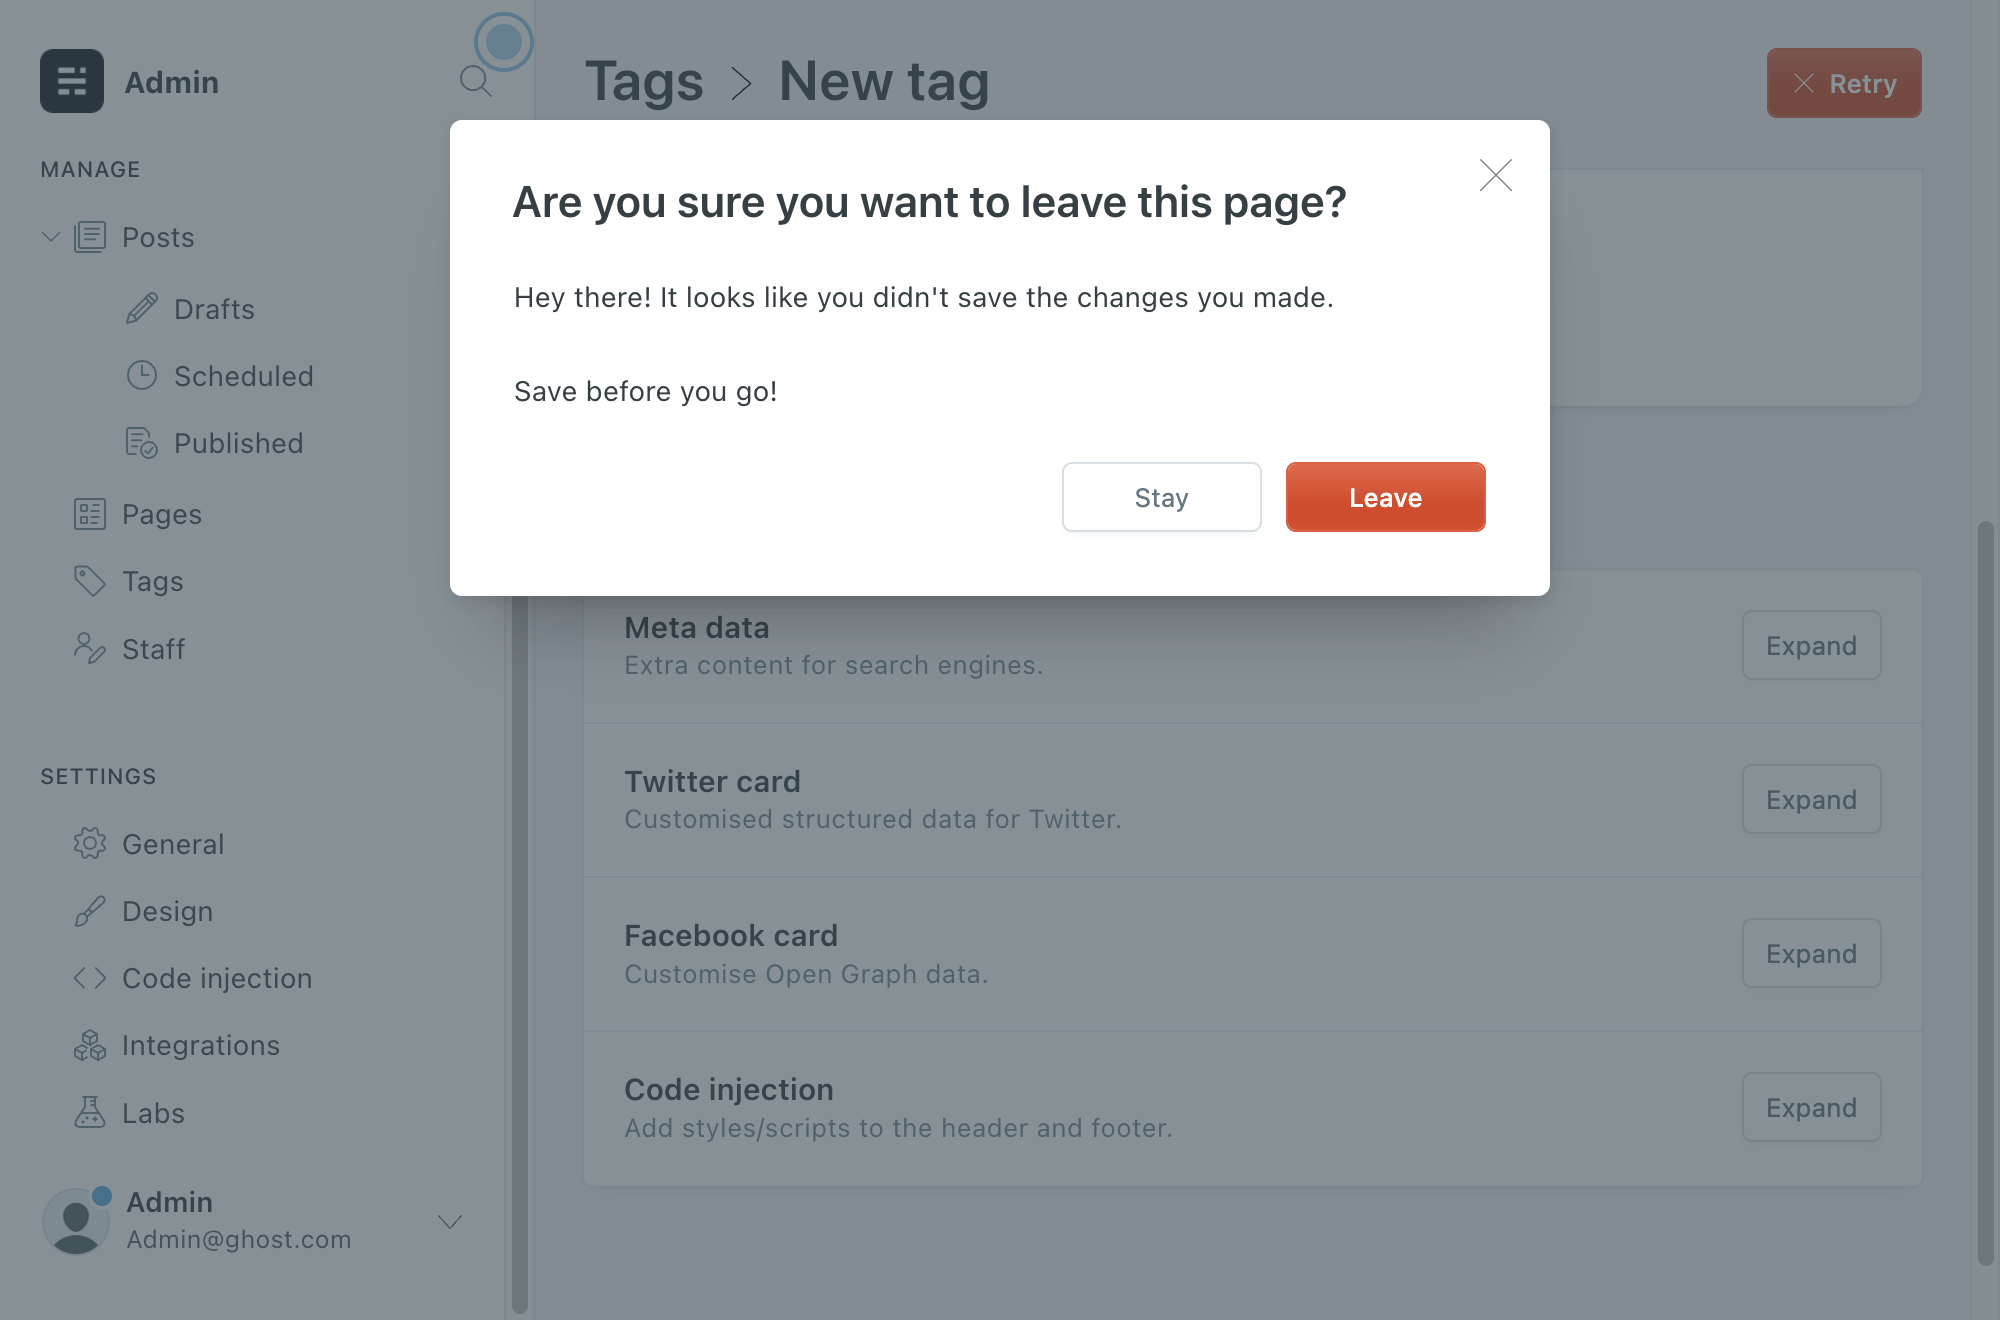 Admin
MANAGE
Posts
Drafts
Scheduled
Published
Pages
Tags
Staff
SETTINGS
General
Design
Code injection
Integrations
Labs
Admin
Admin@ghost.com
Tags > New tag
Retry
Are you sure you want to leave this page?
Hey there! It looks like you didn't save the changes you made.
Save before you go!
Stay
Leave
Meta data
Extra content for search engines.
Expand
Twitter card
Customised structured data for Twitter.
Expand
Facebook card
Customise Open Graph data.
Expand
Code injection
Add styles/scripts to the header and footer.
Expand